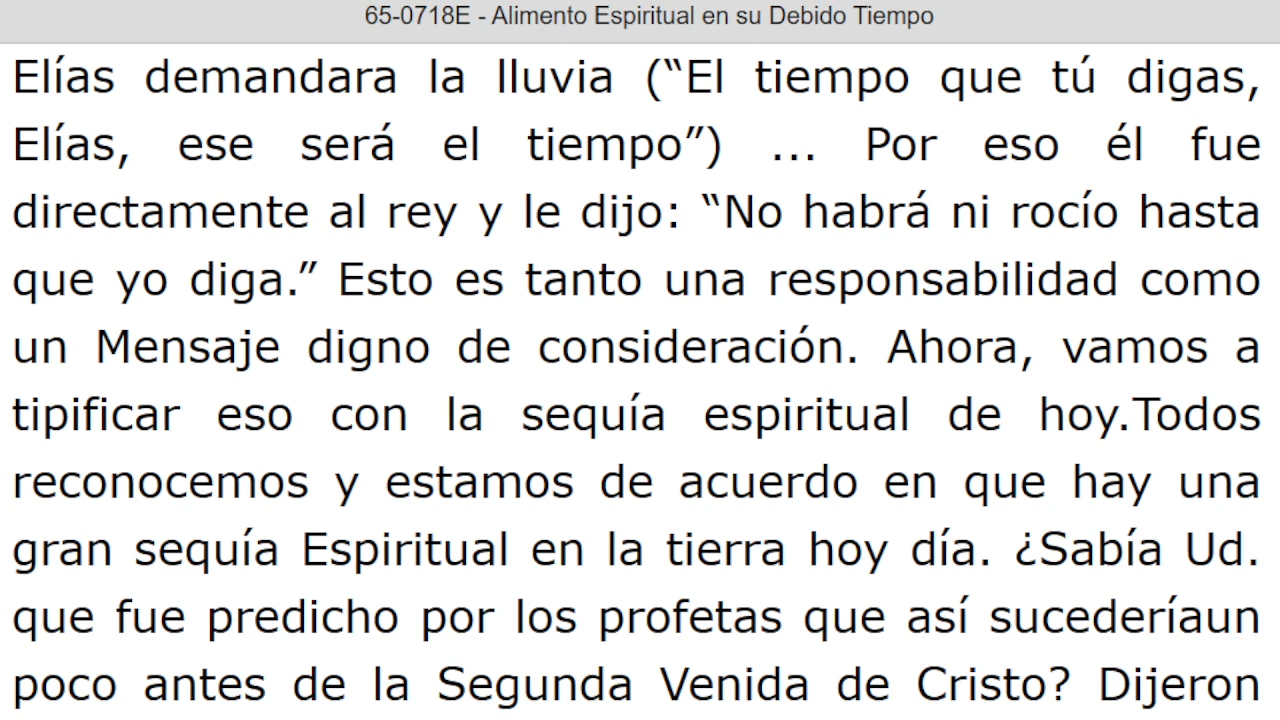 65-0718E - Alimento Espiritual en su Debido Tiempo
Elías demandara la lluvia (“El tiempo que tú digas,
Elías, ese será el tiempo”) ... Por eso él fue
directamente al rey y le dijo: “No habrá ni rocío hasta
que yo diga.” Esto es tanto una responsabilidad como
un Mensaje digno de consideración. Ahora, vamos a
tipificar eso con la sequía espiritual de hoy.Todos
reconocemos y estamos de acuerdo en que hay una
gran sequía Espiritual en la tierra hoy día. ¿Sabía Ud.
que fue predicho por los profetas que así sucederíaun
poco antes de la Segunda Venida de Cristo? Dijeron